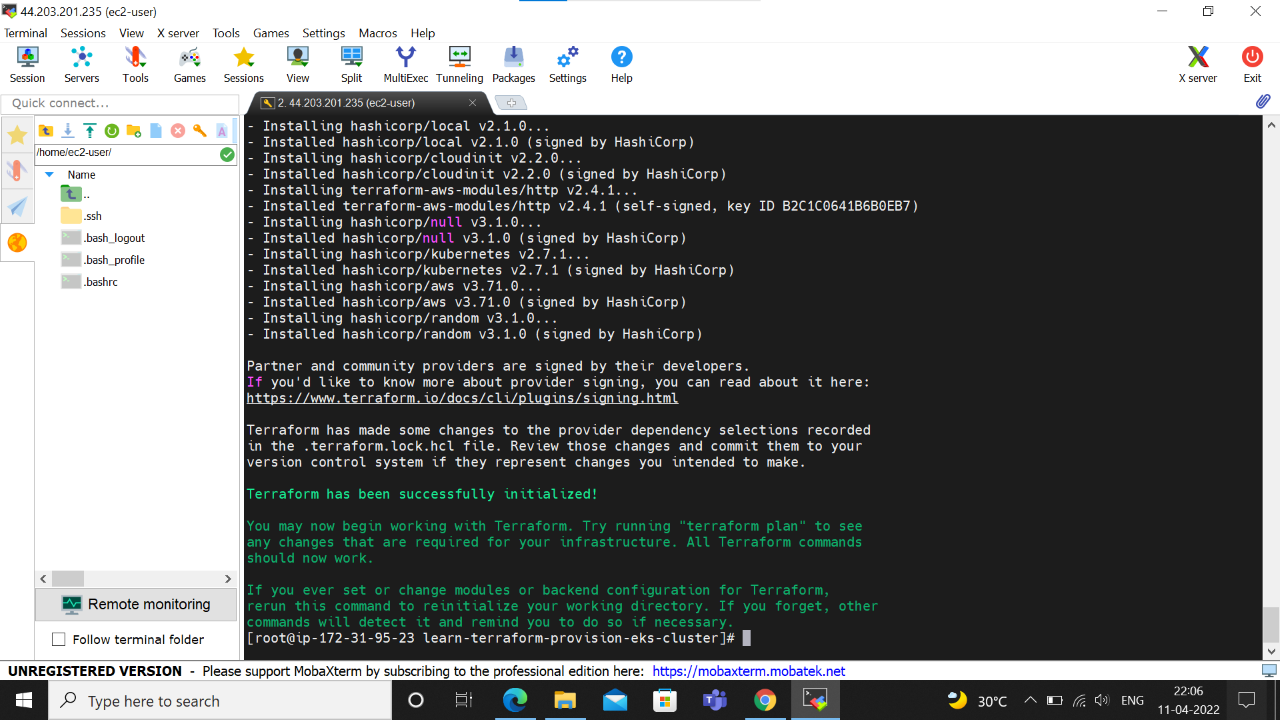 44.203.201.235 (ec2-user)
Terminal Sessions View X server Tools Games Settings Macros Help
Session Servers Tools Games Sessions View Split MultiExec Tunneling Packages Settings Help X server Exit
Quick connect...
2. 44.203.201.235 (ec2-user)
/home/ec2-user/
Name
..
.ssh
.bash_logout
.bash_profile
.bashrc
Remote monitoring
Follow terminal folder
- Installing hashicorp/local v2.1.0...
- Installed hashicorp/local v2.1.0 (signed by HashiCorp)
- Installing hashicorp/cloudinit v2.2.0...
- Installed hashicorp/cloudinit v2.2.0 (signed by HashiCorp)
- Installing terraform-aws-modules/http v2.4.1...
- Installed terraform-aws-modules/http v2.4.1 (self-signed, key ID B2C1C0641B6B0EB7)
- Installing hashicorp/null v3.1.0...
- Installed hashicorp/null v3.1.0 (signed by HashiCorp)
- Installing hashicorp/kubernetes v2.7.1...
- Installed hashicorp/kubernetes v2.7.1 (signed by HashiCorp)
- Installing hashicorp/aws v3.71.0...
- Installed hashicorp/aws v3.71.0 (signed by HashiCorp)
- Installing hashicorp/random v3.1.0...
- Installed hashicorp/random v3.1.0 (signed by HashiCorp)
Partner and community providers are signed by their developers.
If you'd like to know more about provider signing, you can read about it here:
https://www.terraform.io/docs/cli/plugins/signing.html
Terraform has made some changes to the provider dependency selections recorded
in the .terraform.lock.hcl file. Review those changes and commit them to your
version control system if they represent changes you intended to make.
Terraform has been successfully initialized!
You may now begin working with Terraform. Try running "terraform plan" to see
any changes that are required for your infrastructure. All Terraform commands
should now work.
If you ever set or change modules or backend configuration for Terraform,
rerun this command to reinitialize your working directory. If you forget, other
commands will detect it and remind you to do so if necessary.
[root@ip-172-31-95-23 learn-terraform-provision-eks-cluster]#
UNREGISTERED VERSION - Please support MobaXterm by subscribing to the professional edition here: https://mobaxterm.mobatek.net
Type here to search
30°C
ENG
22:06
11-04-2022